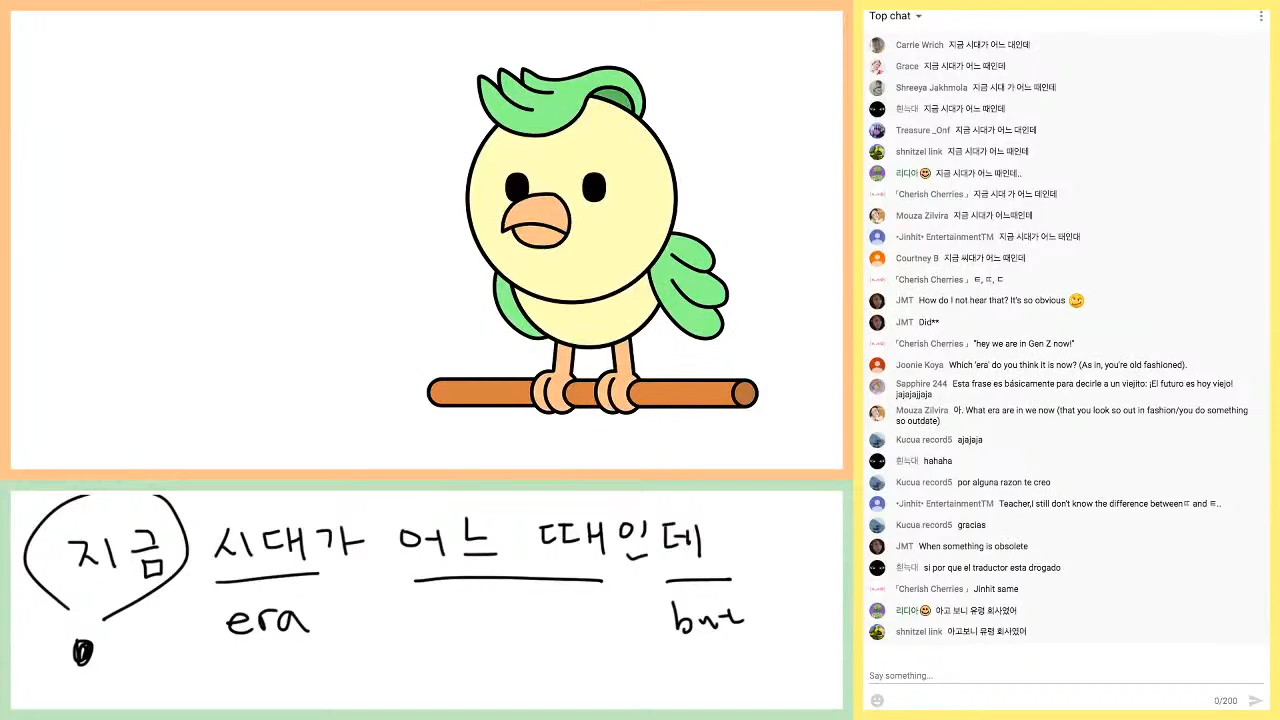 지금 시대가 어느 때인데
era but
Top chat
Carrie Wrich 지금 시대가 어느 대인데
Grace 지금 시대가 어느 때인데
Shreeya Jakhmola 지금 시대 가 어느 때인데
흰늑대 지금 시대가 어느 때인데
Treasure _Onf 지금 시대가 어느 대인데
shnitzel link 지금 시대가 어느 때인데
리디아 지금 시대가 어느 때인데..
「Cherish Cherries」 지금 시대 가 어느 데인데
Mouza Zilvira 지금 시대가 어느때인데
•Jinhit• EntertainmentTM 지금 시대가 어느 태인대
Courtney B 지금 씨대가 어느 때인데
「Cherish Cherries」 ㅌ, ㄸ, ㄷ
JMT How do I not hear that? It's so obvious
JMT Did**
「Cherish Cherries」 "hey we are in Gen Z now!"
Joonie Koya Which 'era' do you think it is now? (As in, you're old fashioned).
Sapphire 244 Esta frase es básicamente para decirle a un viejito: ¡El futuro es hoy viejo!
jajajajjaja
Mouza Zilvira 아. What era are in we now (that you look so out in fashion/you do something
so outdate)
Kucua record5 ajajaja
흰늑대 hahaha
Kucua record5 por alguna razon te creo
•Jinhit• EntertainmentTM Teacher,I still don't know the difference betweenㄸ and ㅌ..
Kucua record5 gracias
JMT When something is obsolete
흰늑대 si por que el traductor esta drogado
「Cherish Cherries」 Jinhit same
리디아 아고 보니 유령 회사였어
shnitzel link 아고보니 유령 회사였어
Say something...
0/200